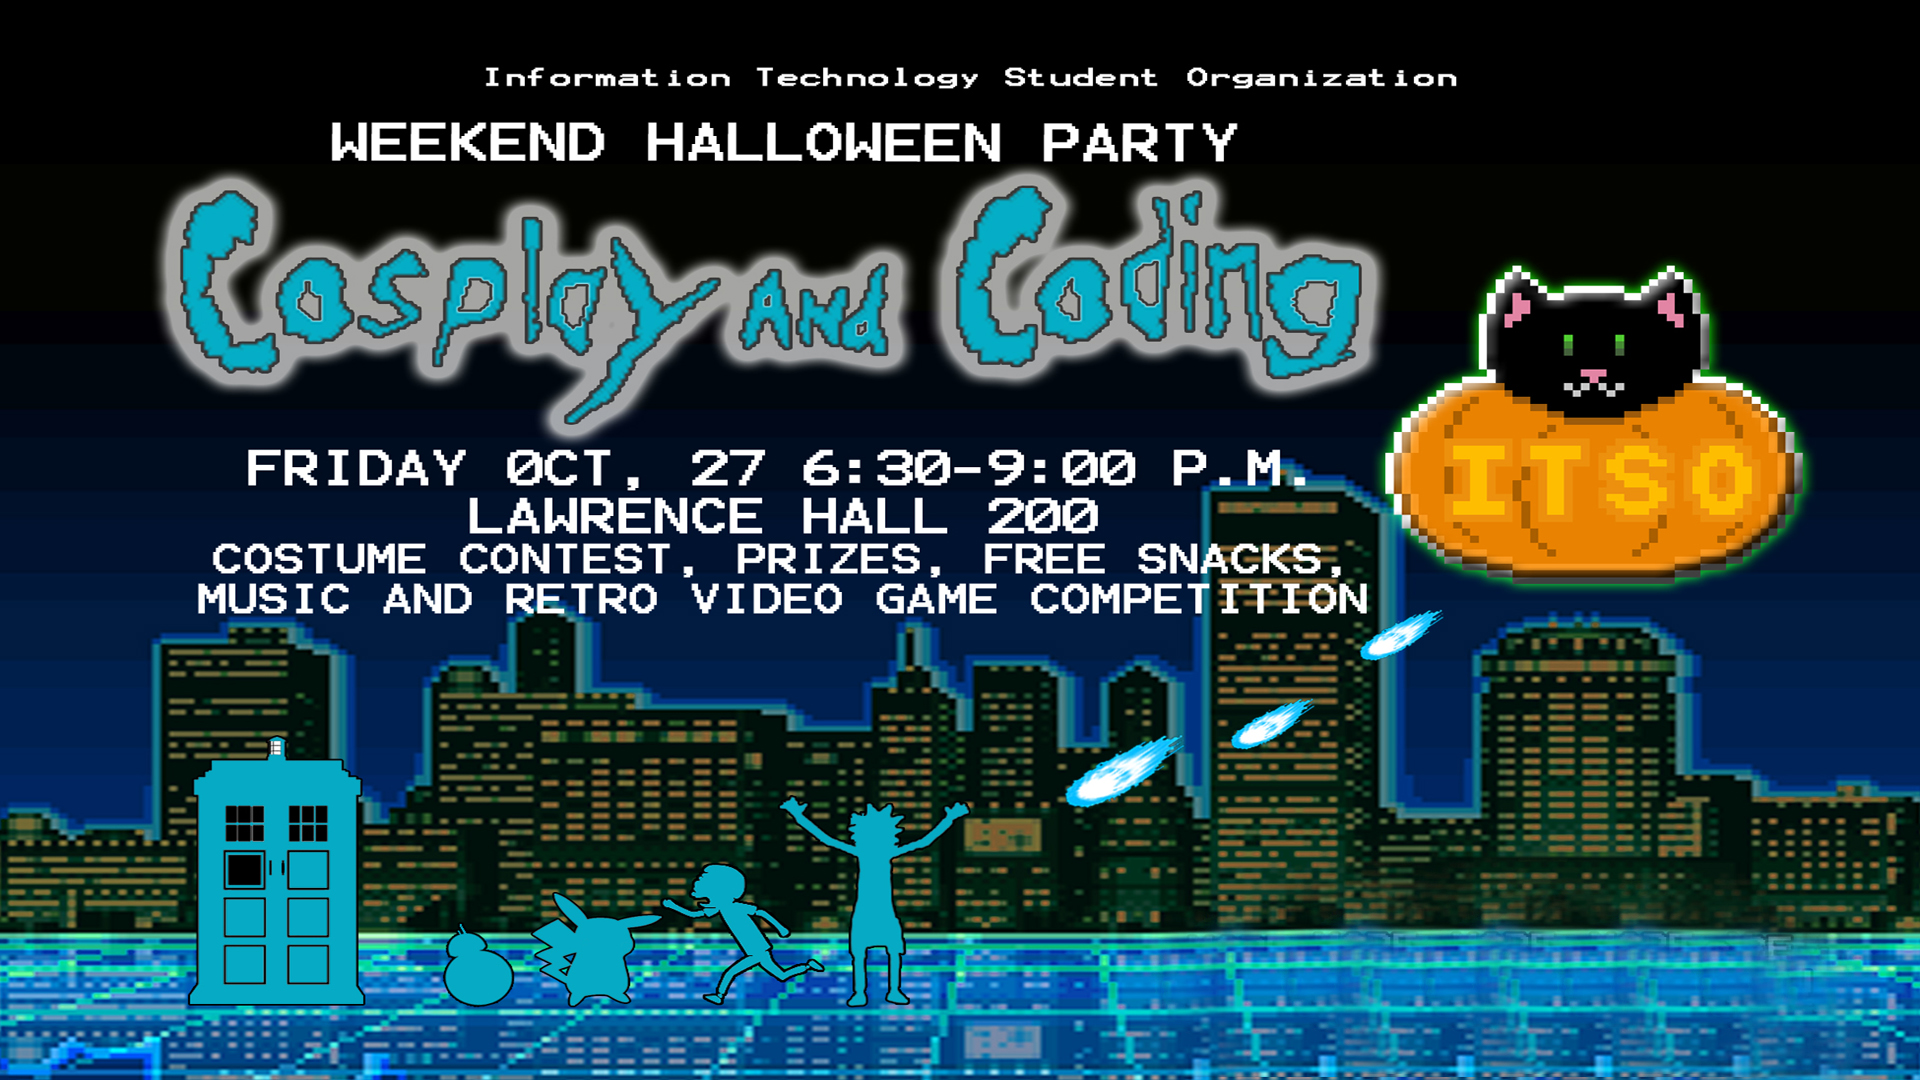 Information Technology Student Organization
WEEKEND HALLOWEEN PARTY
Cosplay AND Coding
FRIDAY OCT, 27 6:30-9:00 P.M.
LAWRENCE HALL 200
COSTUME CONTEST, PRIZES, FREE SNACKS,
MUSIC AND RETRO VIDEO GAME COMPETITION
ITSO